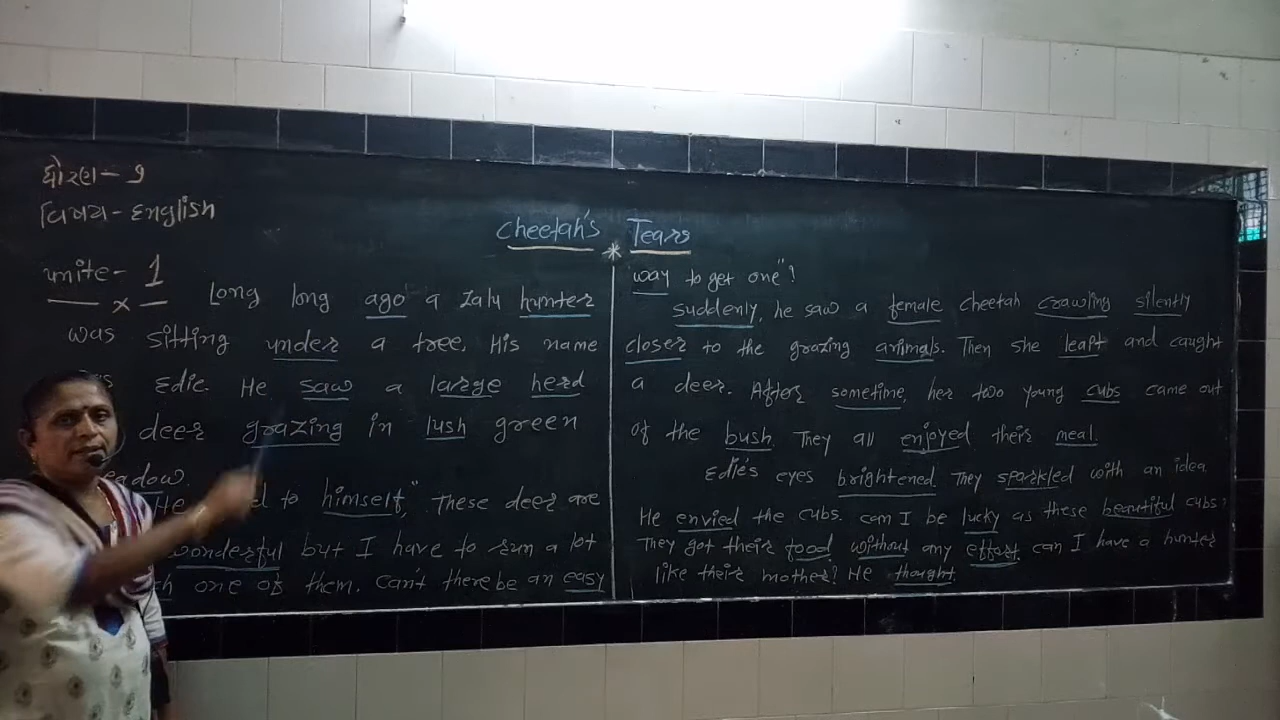 ધોરણ- 9
વિષય- English
Cheetah's Tears
unite- 1
Long long ago a zalu hunter
was sitting under a tree. His name
Edie. He saw a large herd
deer grazing in lush green
He to himself," These deer are
wonderful but I have to run a lot
one of them. can't there be an easy
way to get one"?
suddenly, he saw a female cheetah crawling silently
closer to the grazing animals. Then she leapt and caught
a deer. After sometime, her two young cubs came out
of the bush. They all enjoyed their meal.
Edie's eyes brightened. They sparkled with an idea.
He envied the cubs. can I be lucky as these beautiful cubs?
They got their food without any effort can I have a hunter
like their mother? He thought.